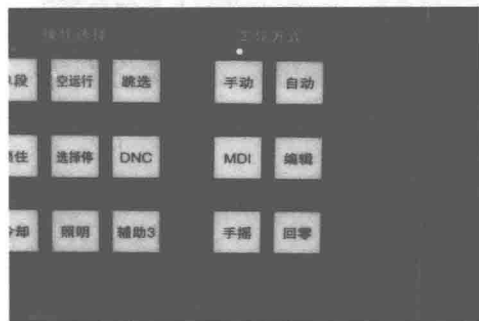 段 空运行 跳选 手动 自动
住 选择停 DNC MDI 编辑
却 照明 辅助3 手摇 回零